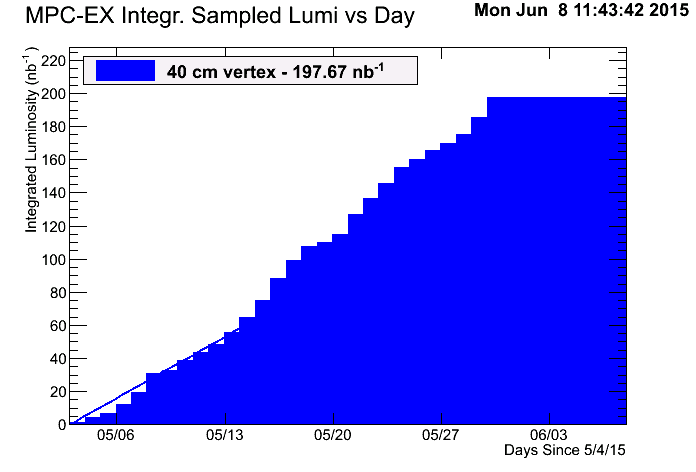 MPC-EX Integr. Sampled Lumi vs Day
Mon Jun 8 11:43:42 2015
40 cm vertex - 197.67 nb⁻¹
Integrated Luminosity (nb⁻¹)
220
200
180
160
140
120
100
80
60
40
20
0
05/06 05/13 05/20 05/27 06/03
Days Since 5/4/15